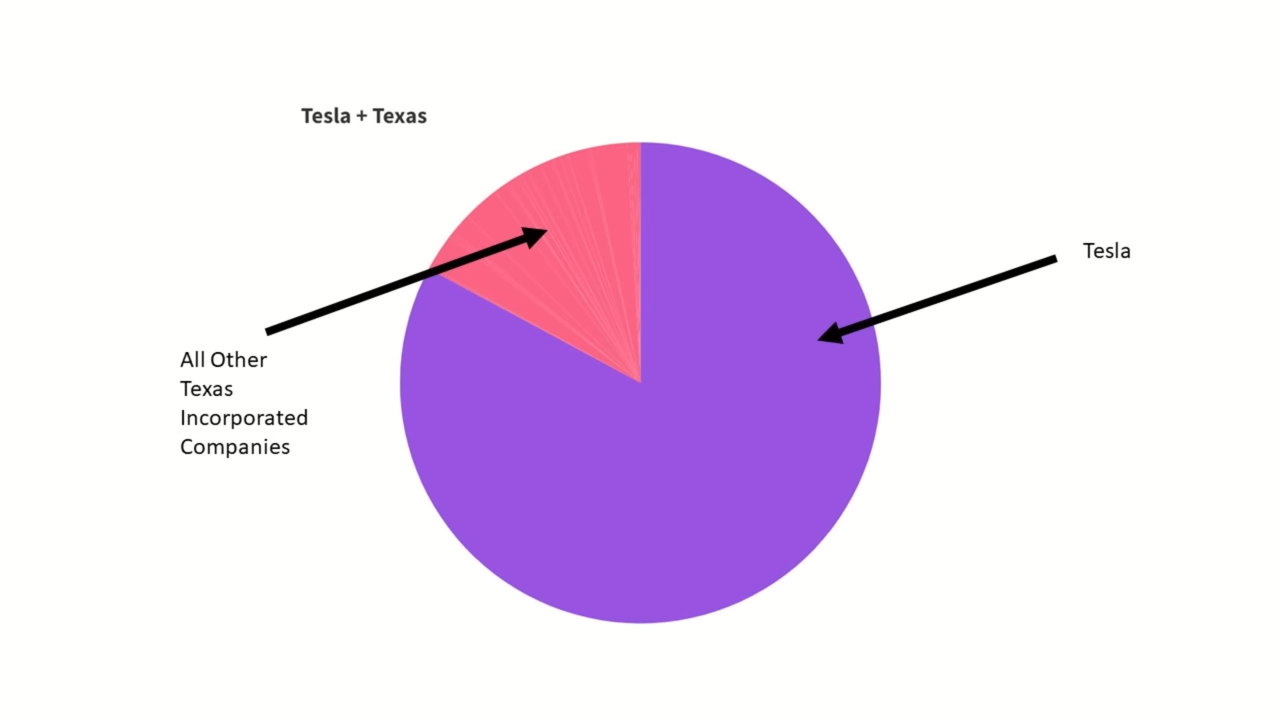 Tesla + Texas
Tesla
All Other
Texas
Incorporated
Companies